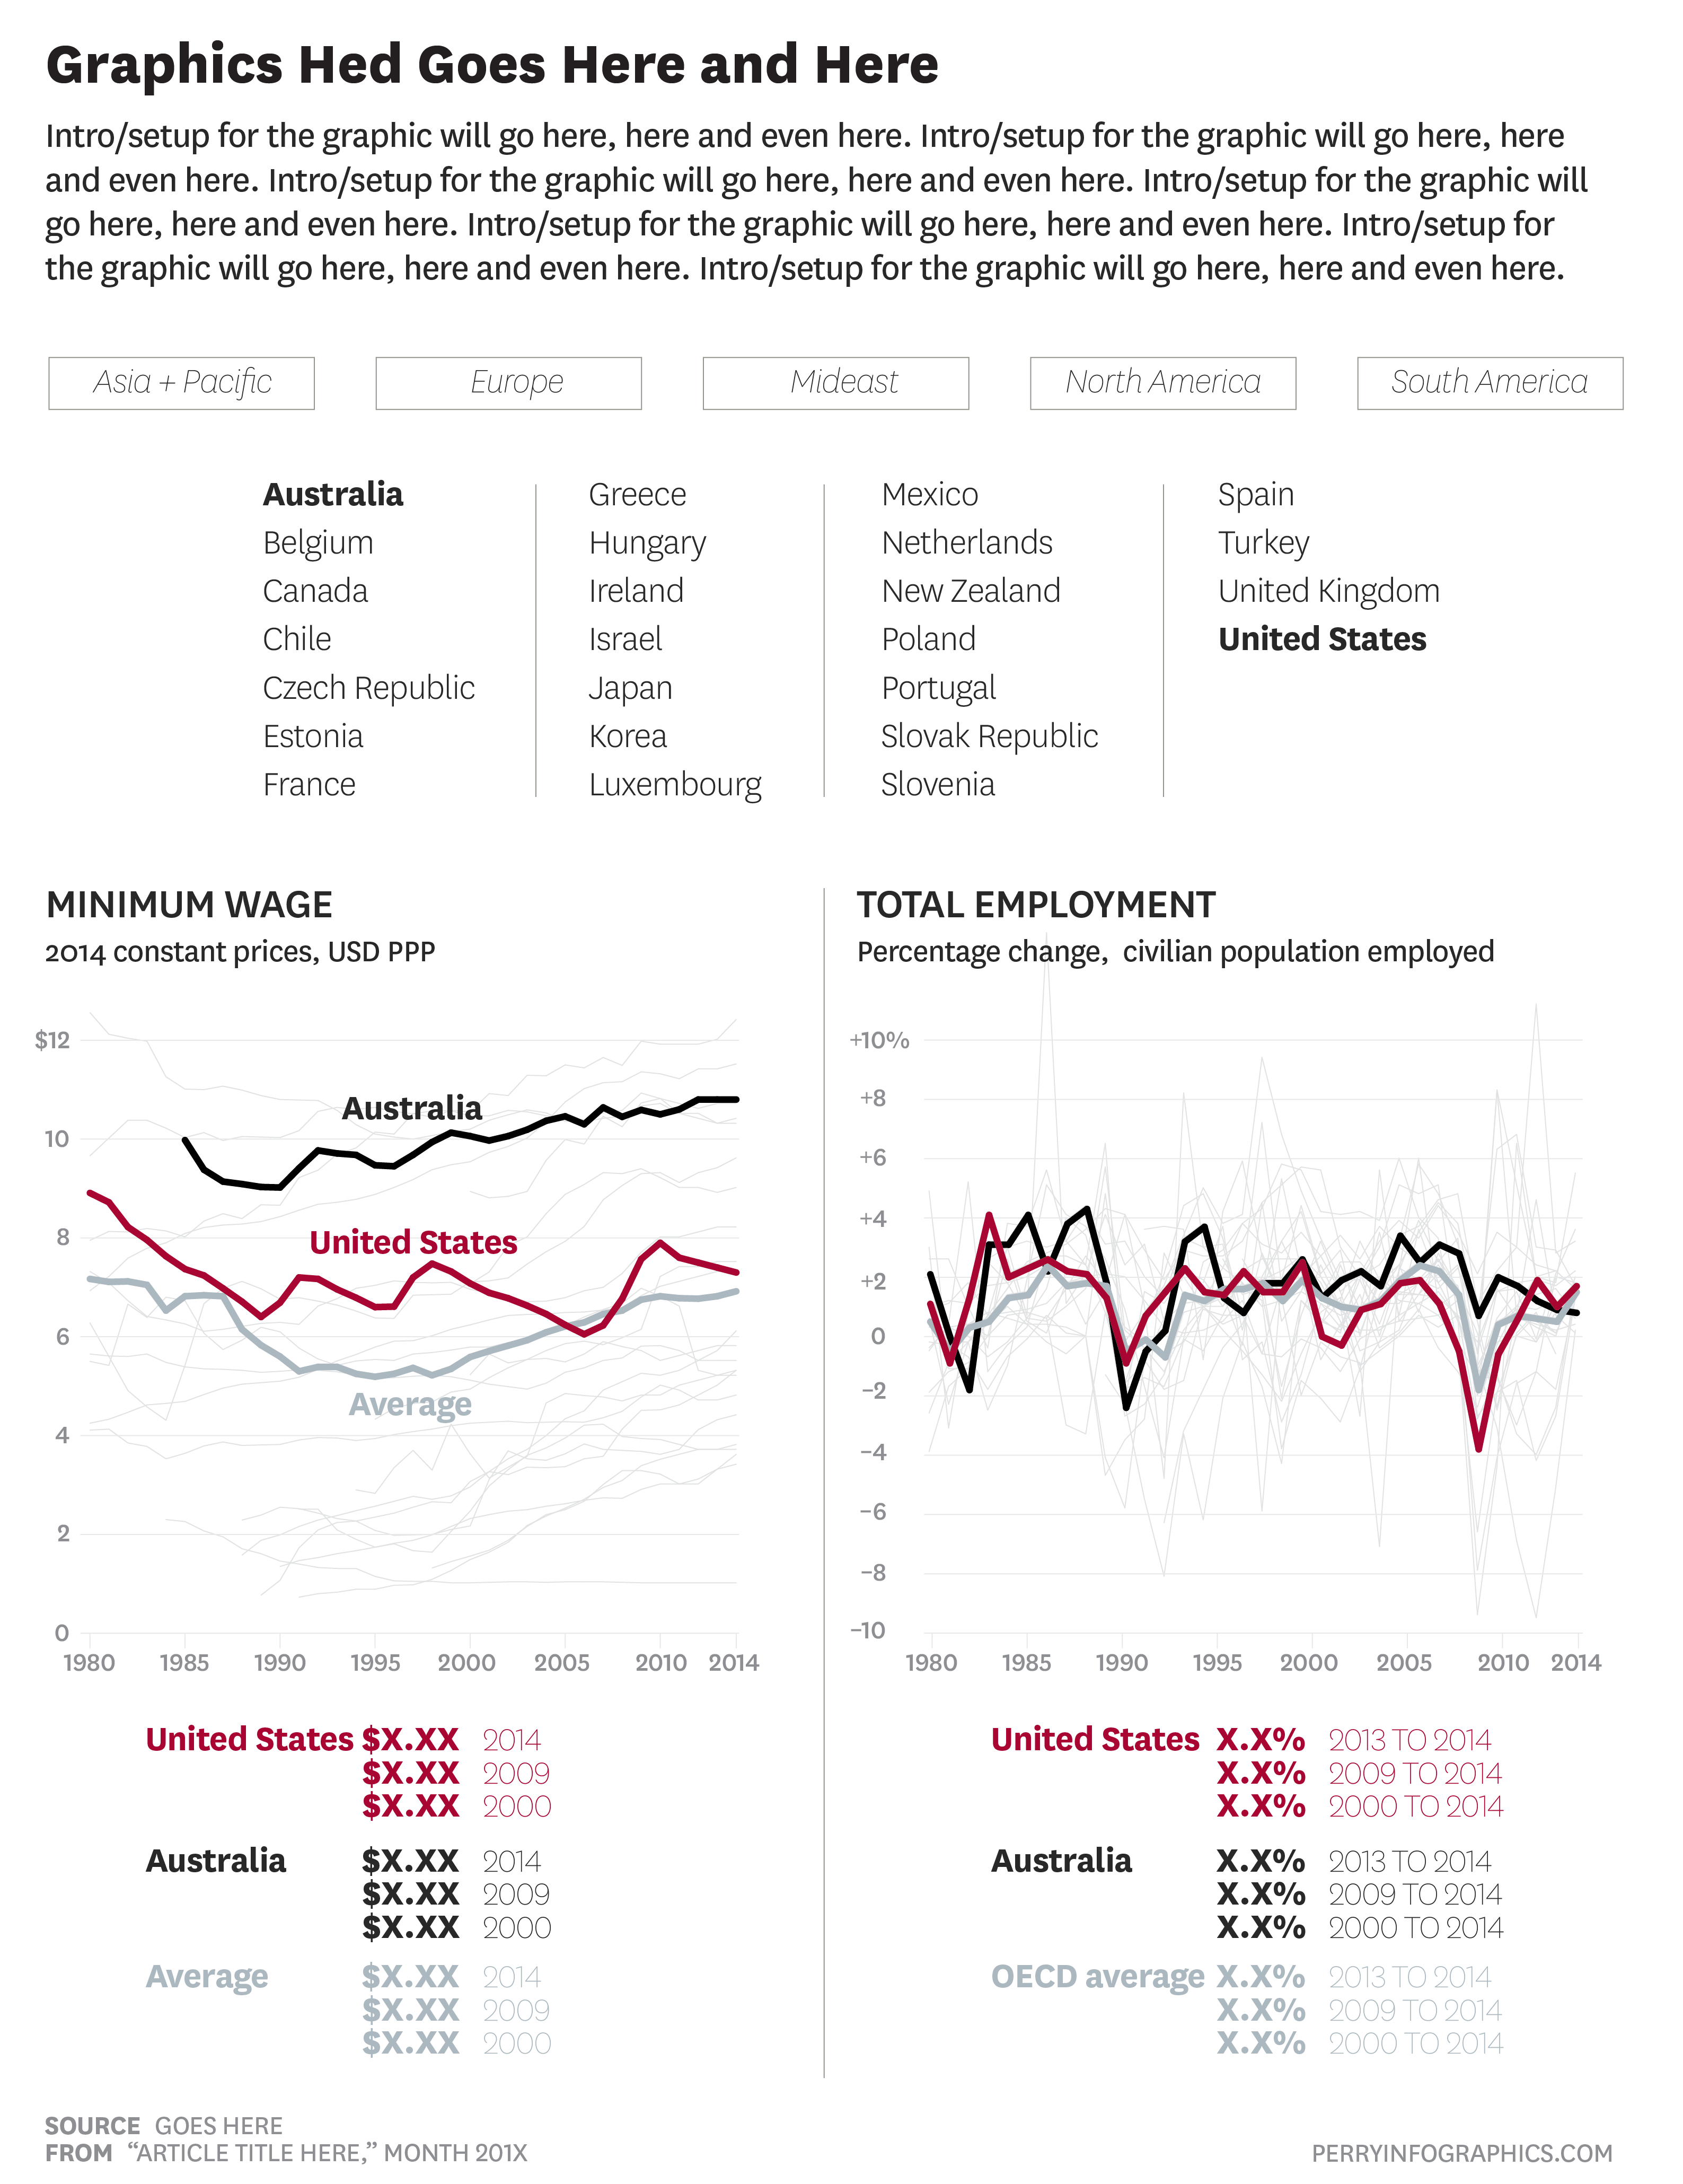 Graphics Hed Goes Here and Here
Intro/setup for the graphic will go here, here and even here. Intro/setup for the graphic will go here, here
and even here. Intro/setup for the graphic will go here, here and even here. Intro/setup for the graphic will
go here, here and even here. Intro/setup for the graphic will go here, here and even here. Intro/setup for
the graphic will go here, here and even here. Intro/setup for the graphic will go here, here and even here.
Asia + Pacific
Europe
Mideast
North America
South America
Australia
Belgium
Canada
Chile
Czech Republic
Estonia
France
Greece
Hungary
Ireland
Israel
Japan
Korea
Luxembourg
Mexico
Netherlands
New Zealand
Poland
Portugal
Slovak Republic
Slovenia
Spain
Turkey
United Kingdom
United States
MINIMUM WAGE
2014 constant prices, USD PPP
$12
10
8
6
4
2
0
Australia
United States
Average
1980 1985 1990 1995 2000 2005 2010 2014
United States $X.XX 2014
$X.XX 2009
$X.XX 2000
Australia $X.XX 2014
$X.XX 2009
$X.XX 2000
Average $X.XX 2014
$X.XX 2009
$X.XX 2000
TOTAL EMPLOYMENT
Percentage change, civilian population employed
+10%
+8
+6
+4
+2
0
−2
−4
−6
−8
−10
1980 1985 1990 1995 2000 2005 2010 2014
United States X.X% 2013 TO 2014
X.X% 2009 TO 2014
X.X% 2000 TO 2014
Australia X.X% 2013 TO 2014
X.X% 2009 TO 2014
X.X% 2000 TO 2014
OECD average X.X% 2013 TO 2014
X.X% 2009 TO 2014
X.X% 2000 TO 2014
SOURCE GOES HERE
FROM “ARTICLE TITLE HERE,” MONTH 201X
PERRYINFOGRAPHICS.COM